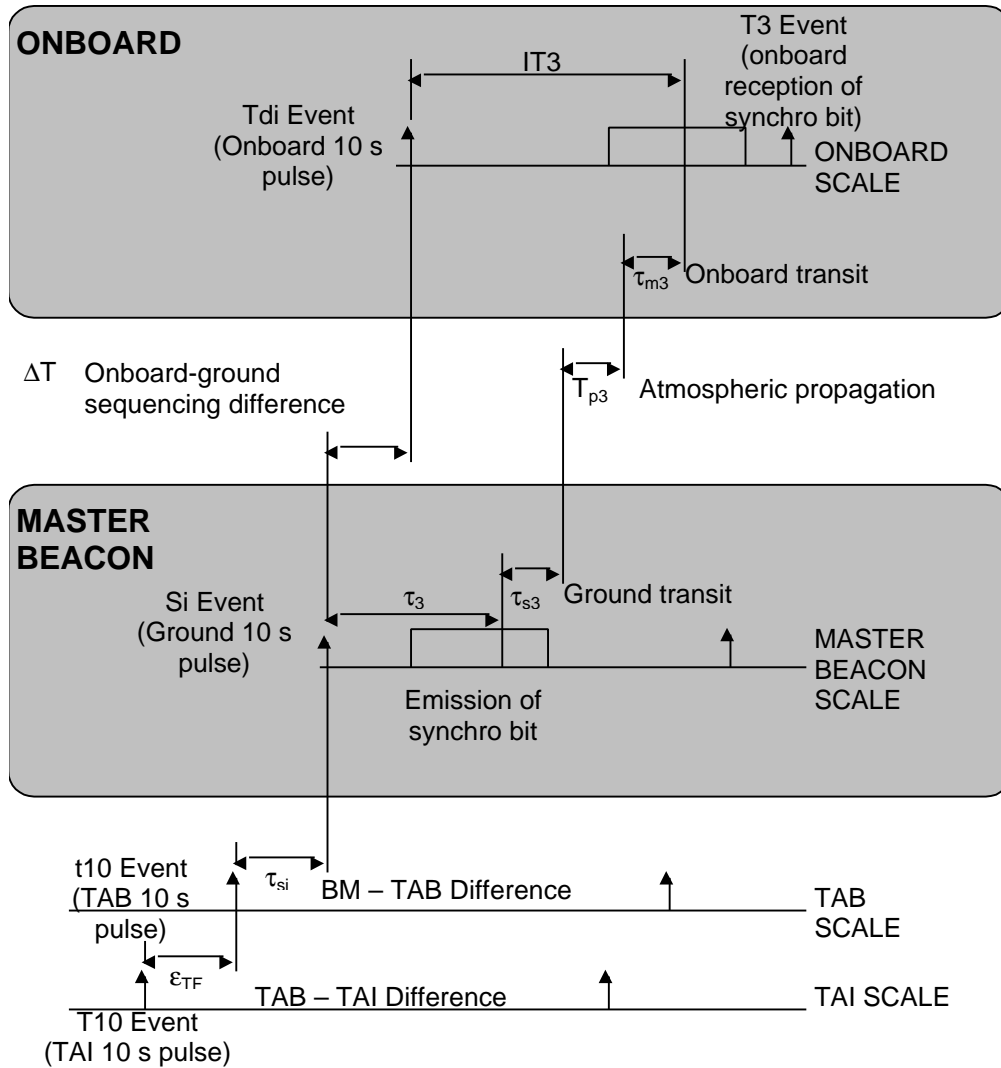 ONBOARD
T3 Event
(onboard
reception of
synchro bit)
IT3
Tdi Event
(Onboard 10 s
pulse)
ONBOARD
SCALE
τm3
Onboard transit
ΔT Onboard-ground
sequencing difference
Tp3
Atmospheric propagation
MASTER
BEACON
Si Event
(Ground 10 s
pulse)
τ3
τs3
Ground transit
MASTER
BEACON
SCALE
Emission of
synchro bit
t10 Event
(TAB 10 s
pulse)
τsi
BM – TAB Difference
TAB
SCALE
εTF
TAB – TAI Difference
TAI SCALE
T10 Event
(TAI 10 s pulse)